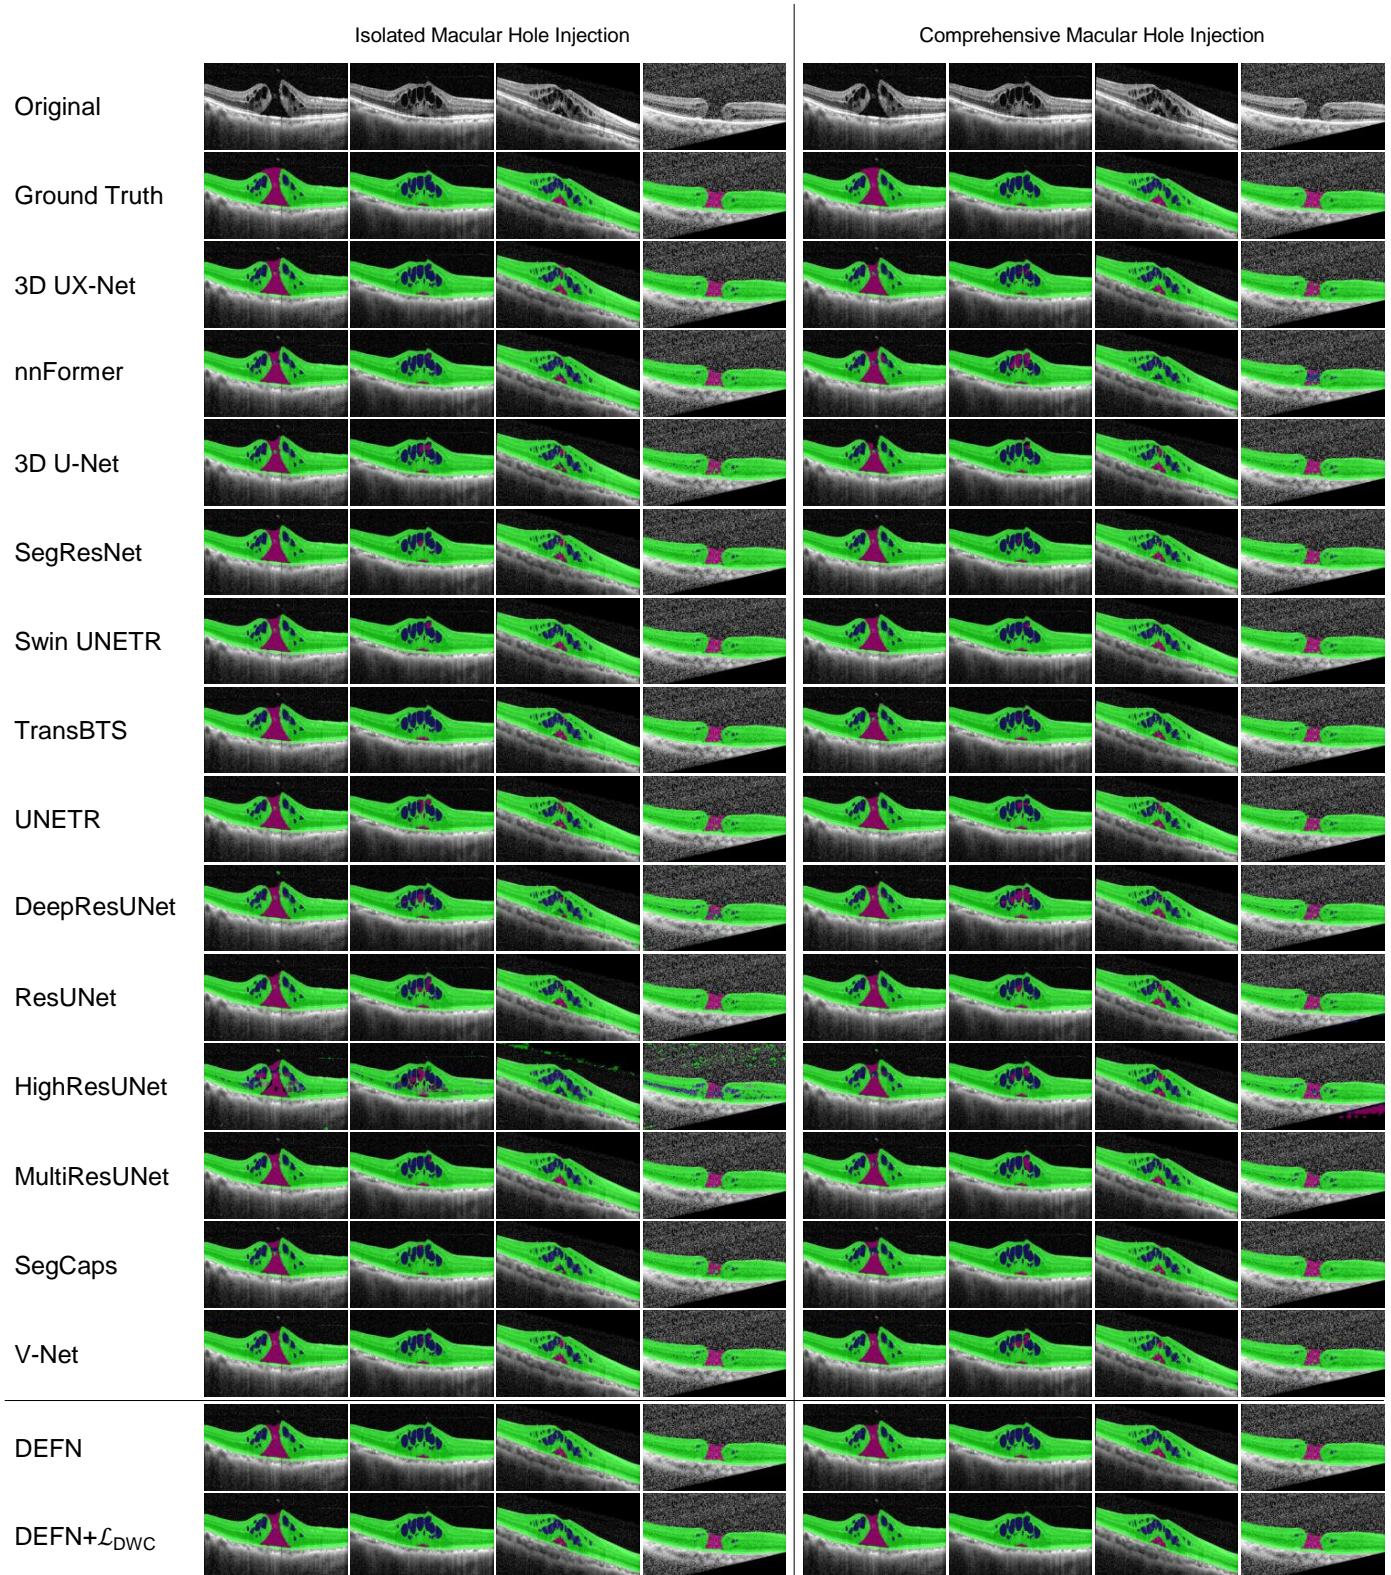 Isolated Macular Hole Injection
Comprehensive Macular Hole Injection
Original
Ground Truth
3D UX-Net
nnFormer
3D U-Net
SegResNet
Swin UNETR
TransBTS
UNETR
DeepResUNet
ResUNet
HighResUNet
MultiResUNet
SegCaps
V-Net
DEFN
DEFN+ℒDWC